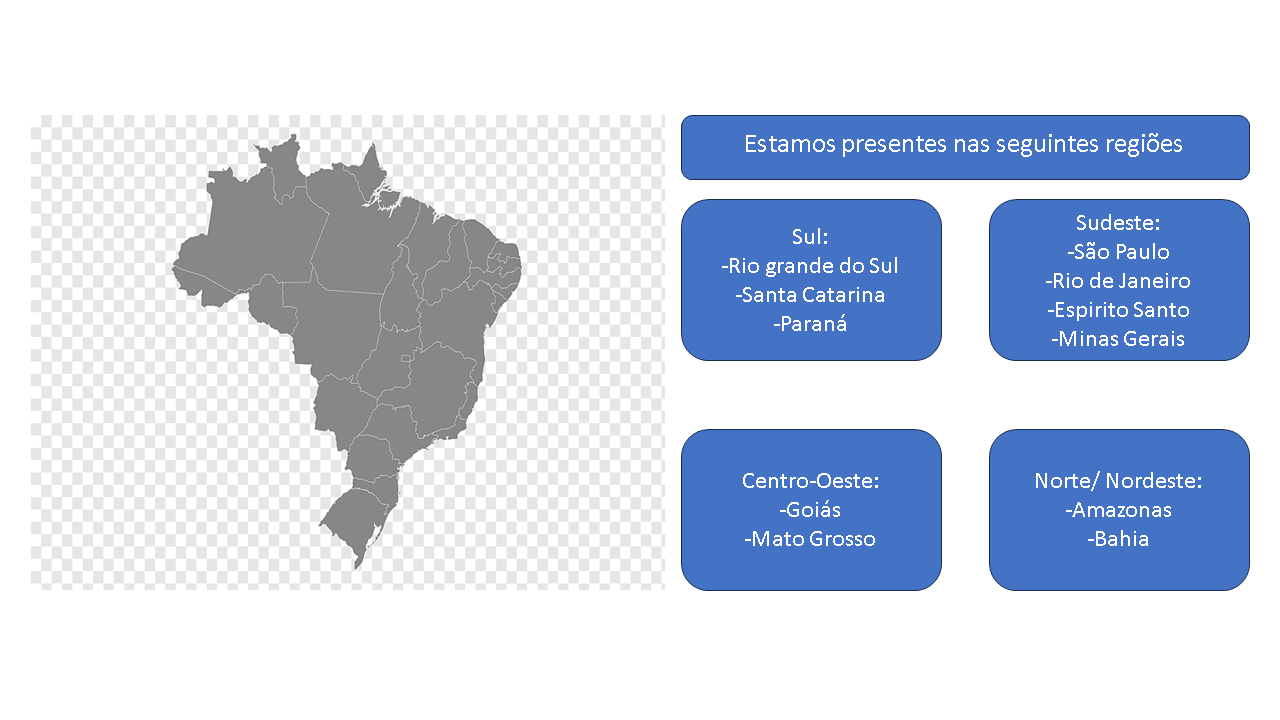 Estamos presentes nas seguintes regiões
Sul:
-Rio grande do Sul
-Santa Catarina
-Paraná
Sudeste:
-São Paulo
-Rio de Janeiro
-Espirito Santo
-Minas Gerais
Centro-Oeste:
-Goiás
-Mato Grosso
Norte/ Nordeste:
-Amazonas
-Bahia